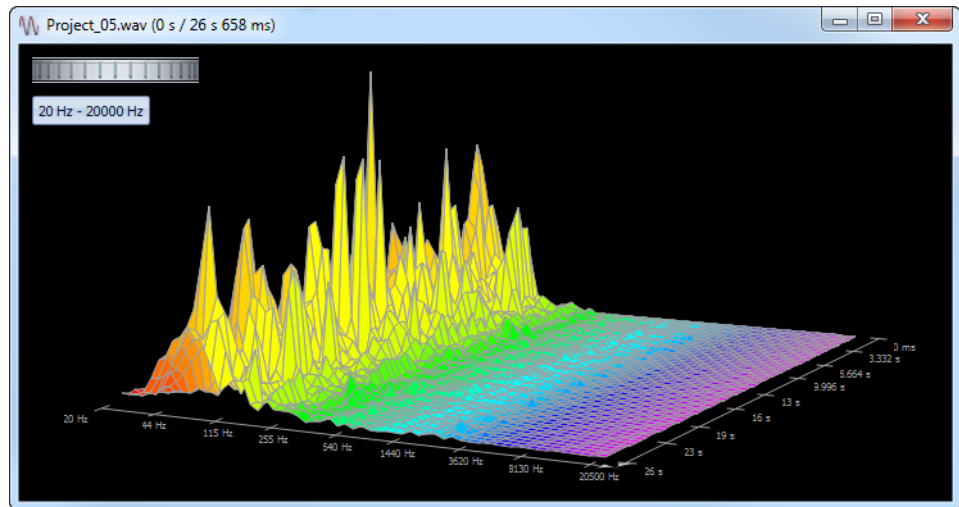 Project_05.wav (0 s / 26 s 658 ms)
20 Hz - 20000 Hz
20 Hz
44 Hz
115 Hz
255 Hz
540 Hz
1440 Hz
3620 Hz
8130 Hz
20500 Hz
0 ms
3.332 s
5.664 s
9.996 s
13 s
16 s
19 s
23 s
26 s